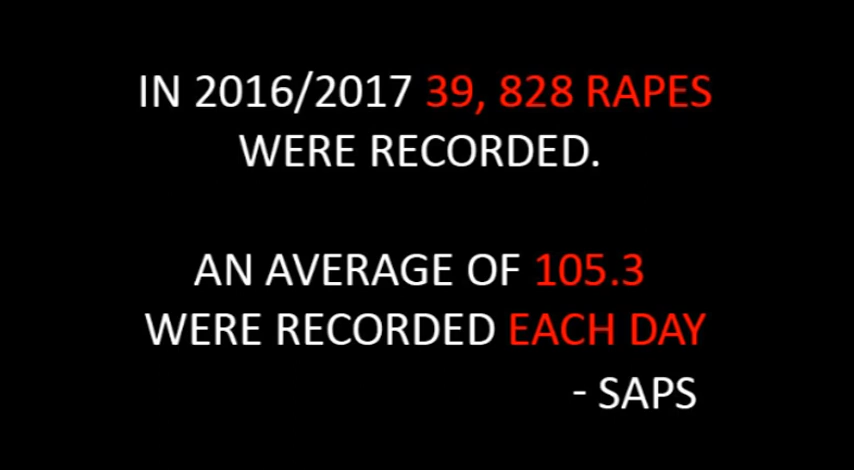 IN 2016/2017 39, 828 RAPES
WERE RECORDED.
AN AVERAGE OF 105.3
WERE RECORDED EACH DAY
- SAPS